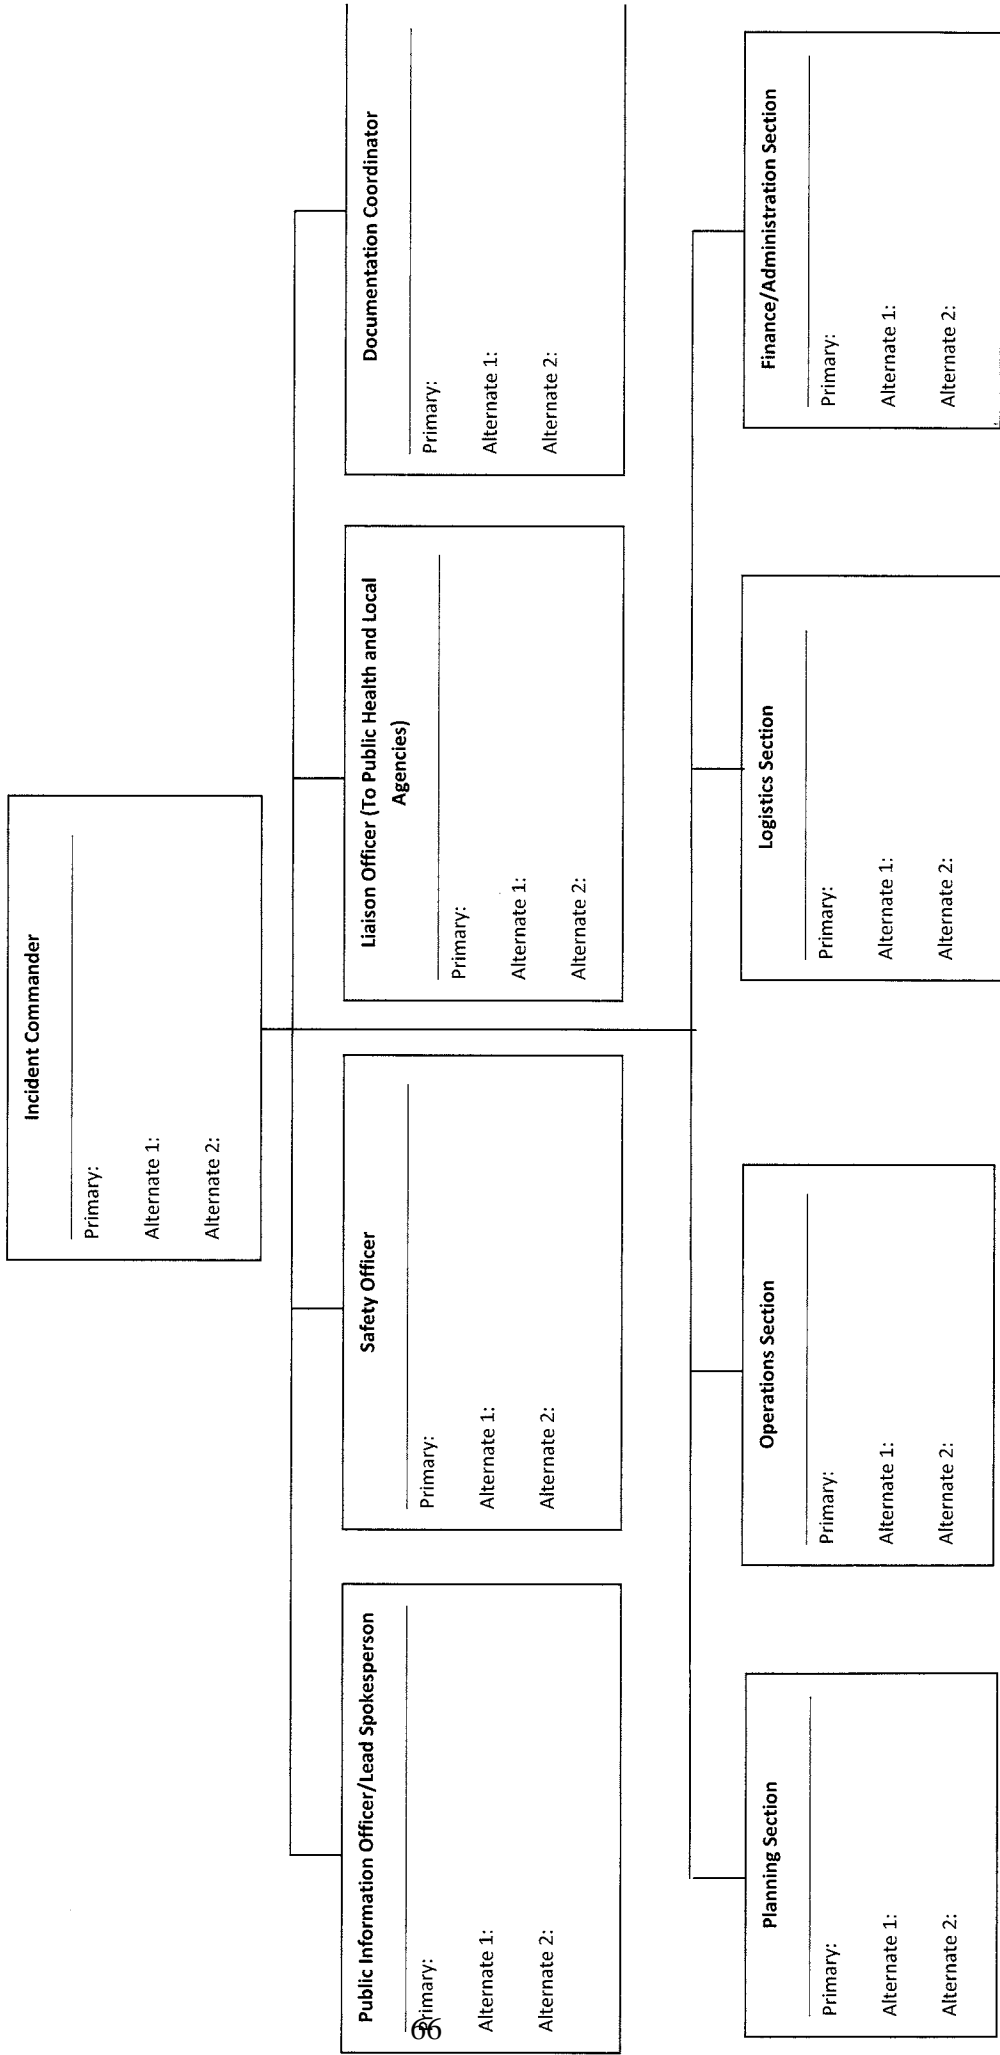 Incident Commander
Primary:
Alternate 1:
Alternate 2:
Public Information Officer/Lead Spokesperson
Primary:
Alternate 1:
Alternate 2:
Safety Officer
Primary:
Alternate 1:
Alternate 2:
Liaison Officer (To Public Health and Local
Agencies)
Primary:
Alternate 1:
Alternate 2:
Documentation Coordinator
Primary:
Alternate 1:
Alternate 2:
Planning Section
Primary:
Alternate 1:
Alternate 2:
Operations Section
Primary:
Alternate 1:
Alternate 2:
Logistics Section
Primary:
Alternate 1:
Alternate 2:
Finance/Administration Section
Primary:
Alternate 1:
Alternate 2:
66